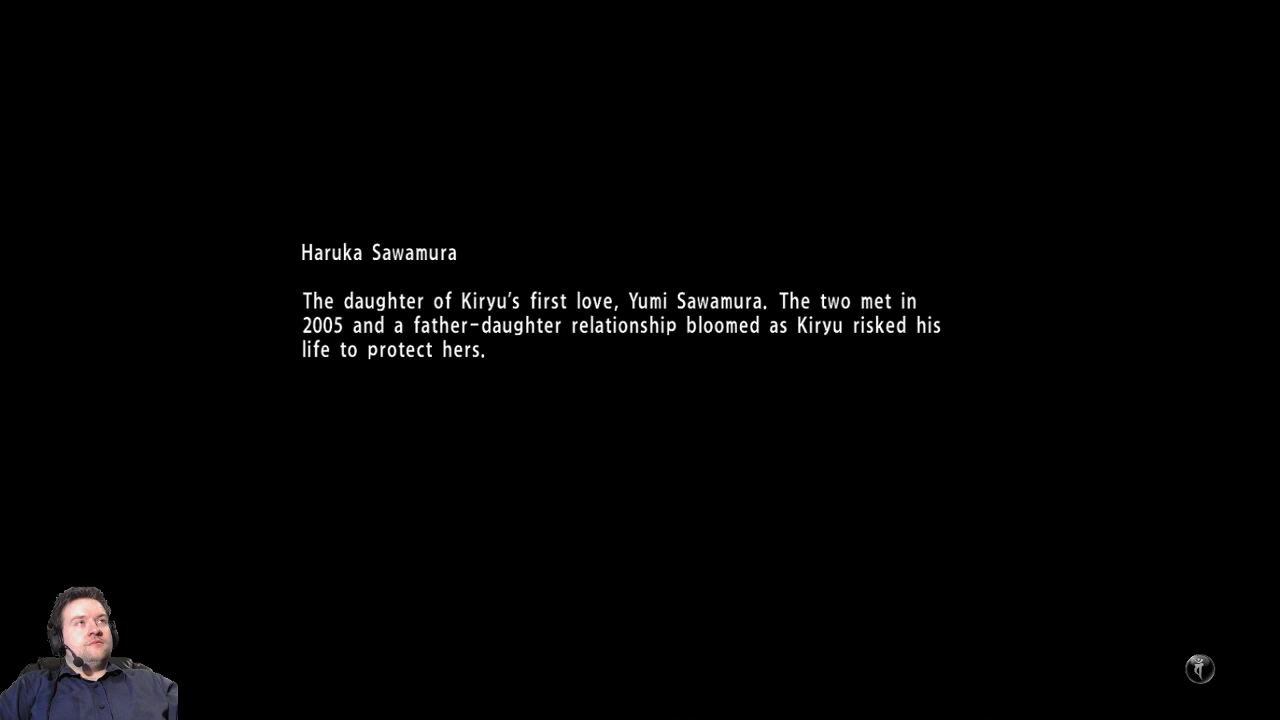 Haruka Sawamura
The daughter of Kiryu's first love, Yumi Sawamura. The two met in
2005 and a father-daughter relationship bloomed as Kiryu risked his
life to protect hers.